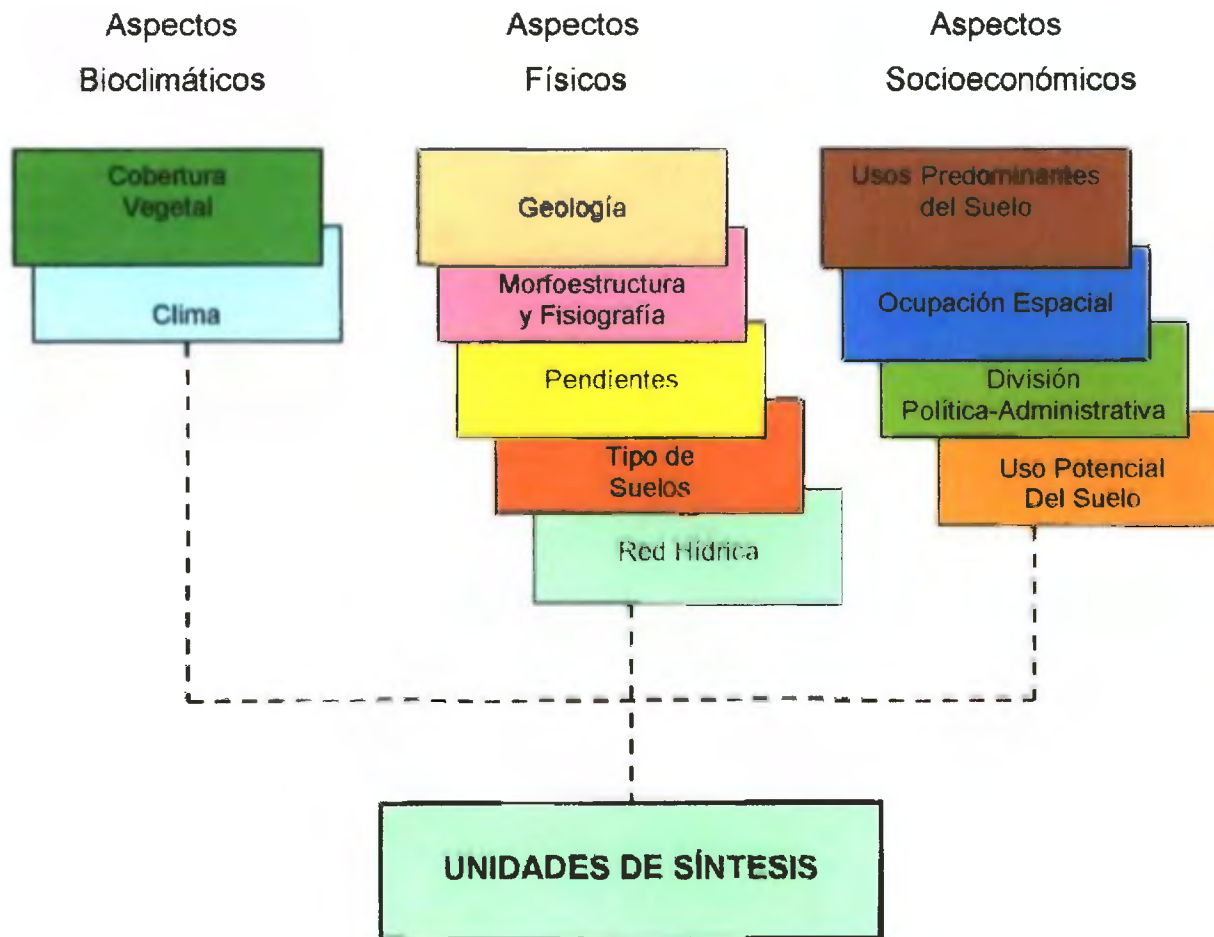 Aspectos
Bioclimáticos
Aspectos
Físicos
Aspectos
Socioeconómicos
Cobertura
Vegetal
Clima
Geología
Morfoestructura
y Fisiografía
Pendientes
Tipo de
Suelos
Red Hídrica
Usos Predominantes
del Suelo
Ocupación Espacial
División
Política-Administrativa
Uso Potencial
Del Suelo
UNIDADES DE SÍNTESIS